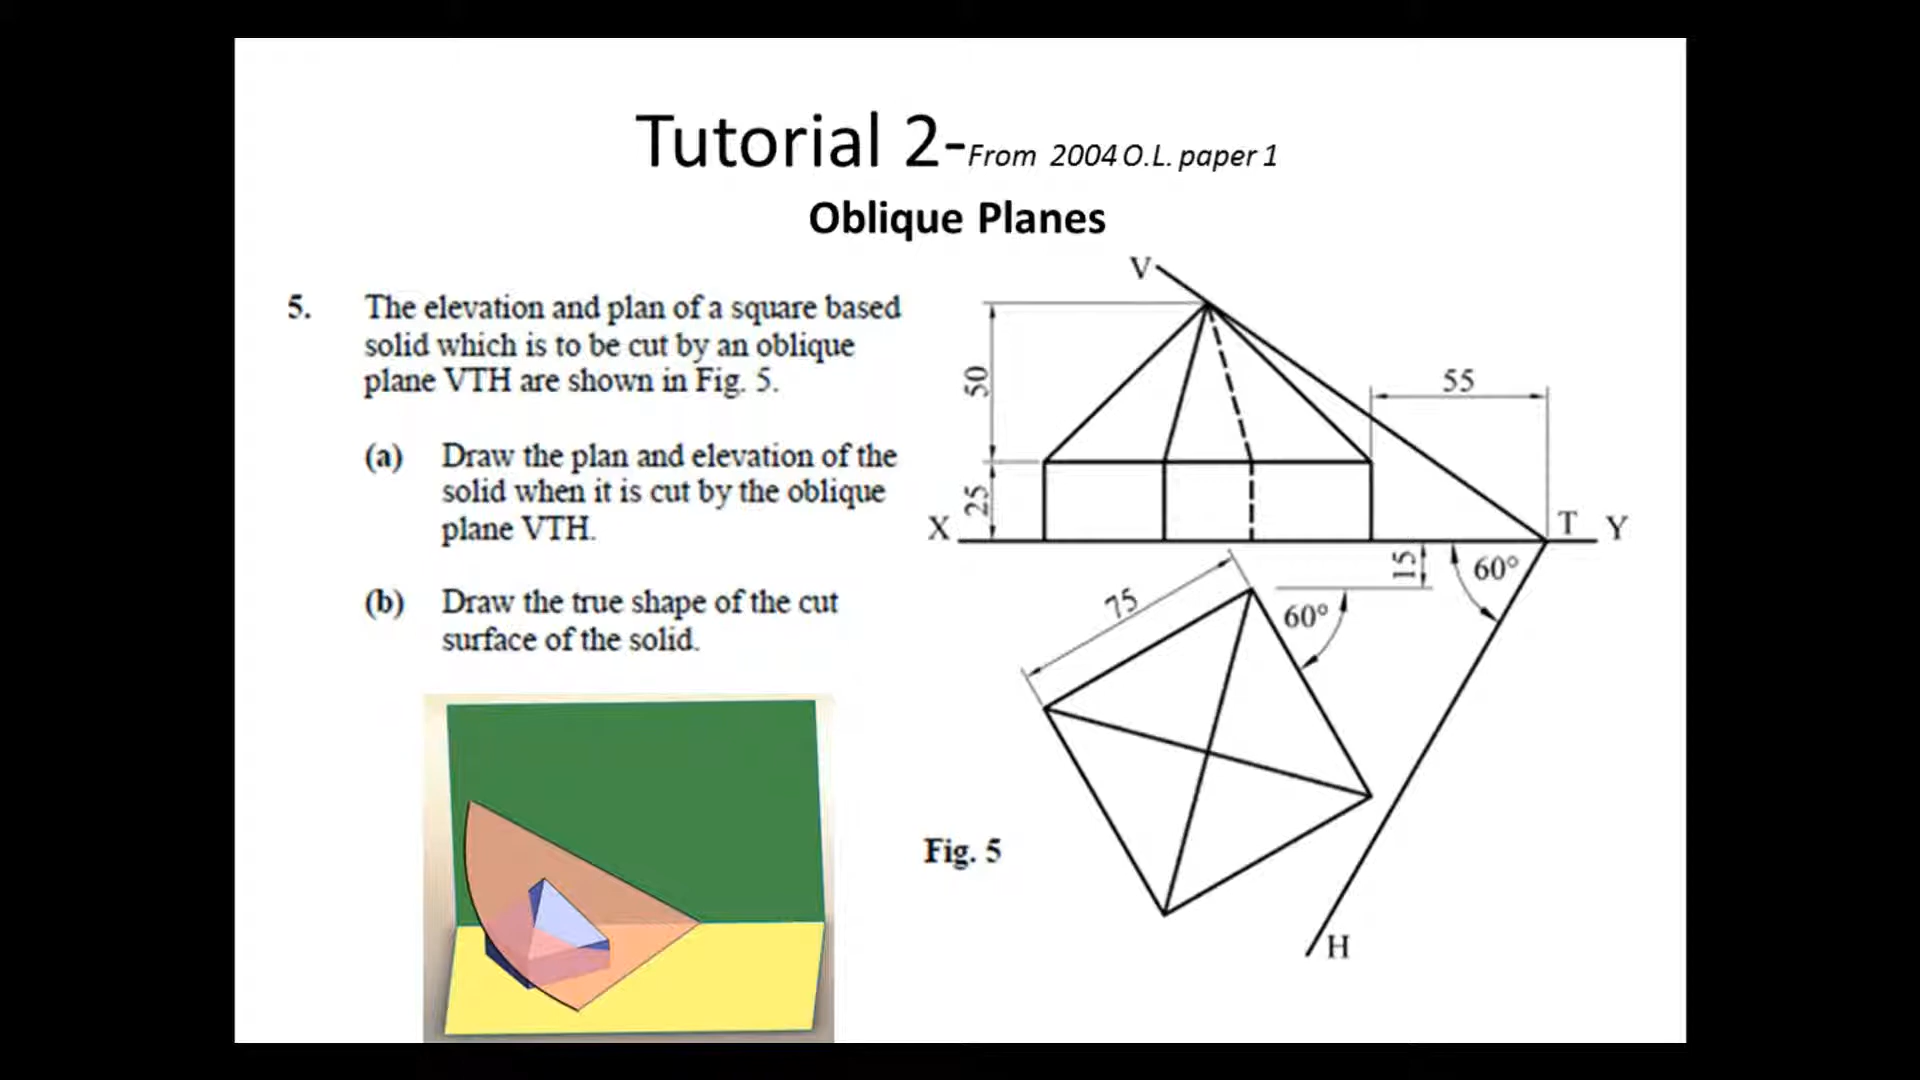 Tutorial 2-From 2004 O.L. paper 1
Oblique Planes
5. The elevation and plan of a square based
solid which is to be cut by an oblique
plane VTH are shown in Fig. 5.
(a) Draw the plan and elevation of the
solid when it is cut by the oblique
plane VTH.
(b) Draw the true shape of the cut
surface of the solid.
V
50
55
25
X
T
Y
15
60°
75
60°
Fig. 5
H